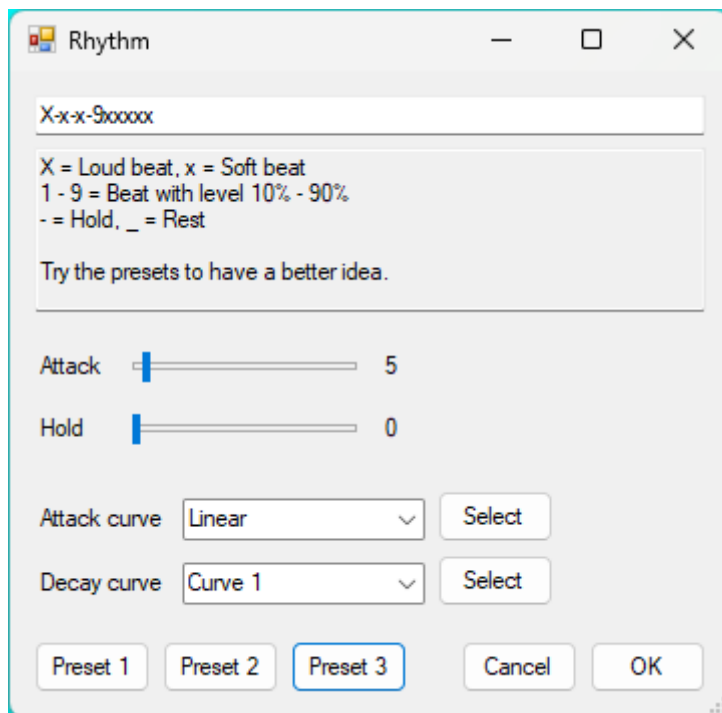 Rhythm
X-x-x-9xxxxx
X = Loud beat, x = Soft beat
1 - 9 = Beat with level 10% - 90%
- = Hold, _ = Rest
Try the presets to have a better idea.
Attack 5
Hold 0
Attack curve Linear Select
Decay curve Curve 1 Select
Preset 1 Preset 2 Preset 3 Cancel OK